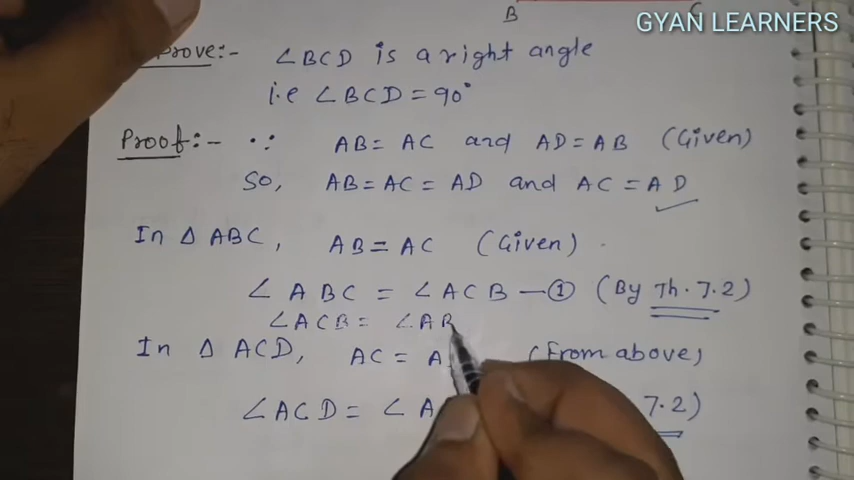 B C
GYAN LEARNERS
Prove:- ∠BCD is a right angle
i.e ∠BCD = 90°
Proof:- ∵ AB = AC and AD = AB (Given)
So, AB = AC = AD and AC = AD
In Δ ABC, AB = AC (Given)
∠ABC = ∠ACB —① (By Th. 7.2)
∠ACB = ∠AB
In Δ ACD, AC = A (From above)
∠ACD = ∠A 7.2)